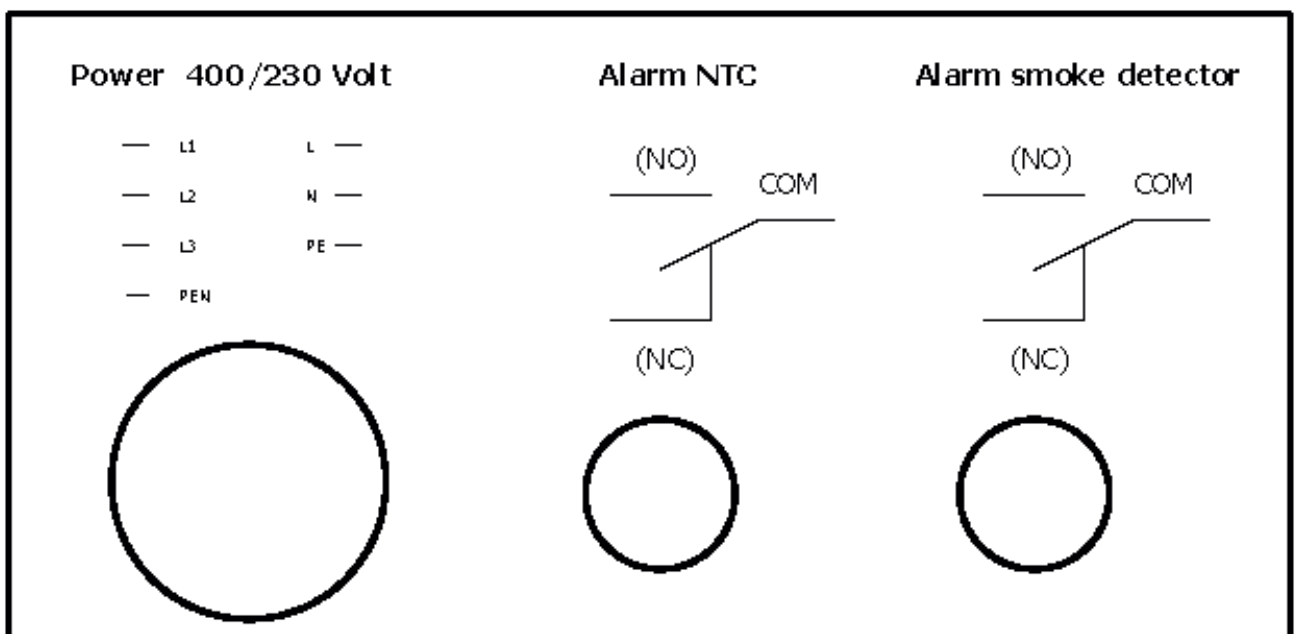 Power 400/230 Volt
Alarm NTC
Alarm smoke detector
L1
L
L2
N
L3
PE
PEN
(NO)
COM
(NC)
(NO)
COM
(NC)